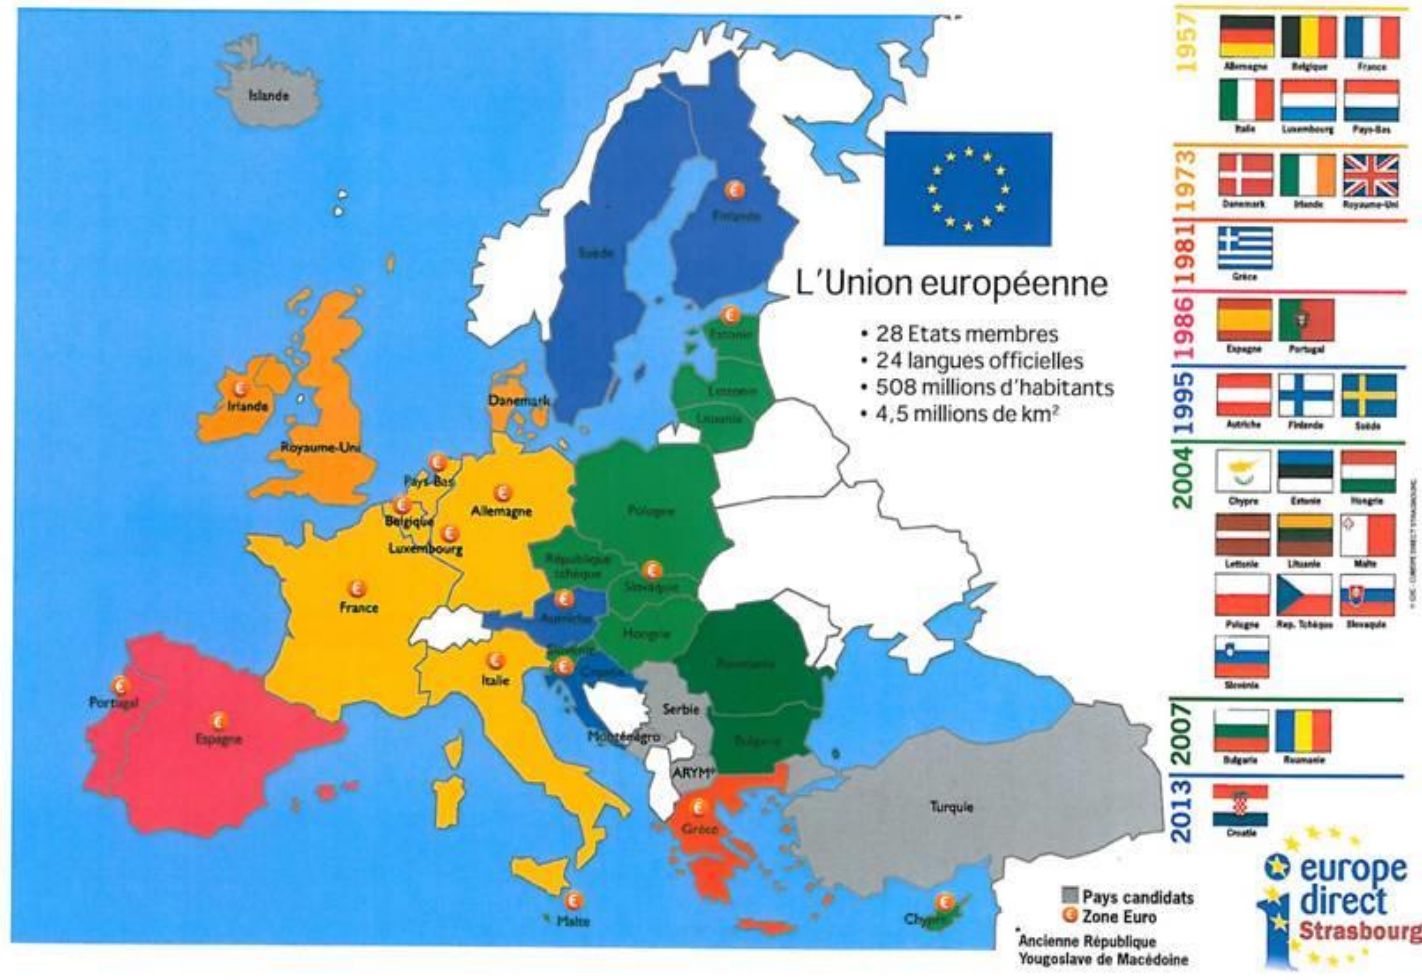 Islande
Finlande
Suède
Estonie
Lettonie
Lituanie
Danemark
Irlande
Royaume-Uni
Pays-Bas
Belgique
Allemagne
Luxembourg
Pologne
République
tchèque
Slovaquie
France
Autriche
Hongrie
Slovénie
Croatie
Italie
Roumanie
Portugal
Espagne
Serbie
Monténégro
Bulgarie
ARYM*
Grèce
Turquie
Malte
Chypre
L'Union européenne
• 28 Etats membres
• 24 langues officielles
• 508 millions d'habitants
• 4,5 millions de km²
Pays candidats
€ Zone Euro
*Ancienne République
Yougoslave de Macédoine
1957
Allemagne Belgique France
Italie Luxembourg Pays-Bas
1973
Danemark Irlande Royaume-Uni
1981
Grèce
1986
Espagne Portugal
1995
Autriche Finlande Suède
2004
Chypre Estonie Hongrie
Lettonie Lituanie Malte
Pologne Rep. Tchèque Slovaquie
Slovénie
2007
Bulgarie Roumanie
2013
Croatie
europe
direct
Strasbourg